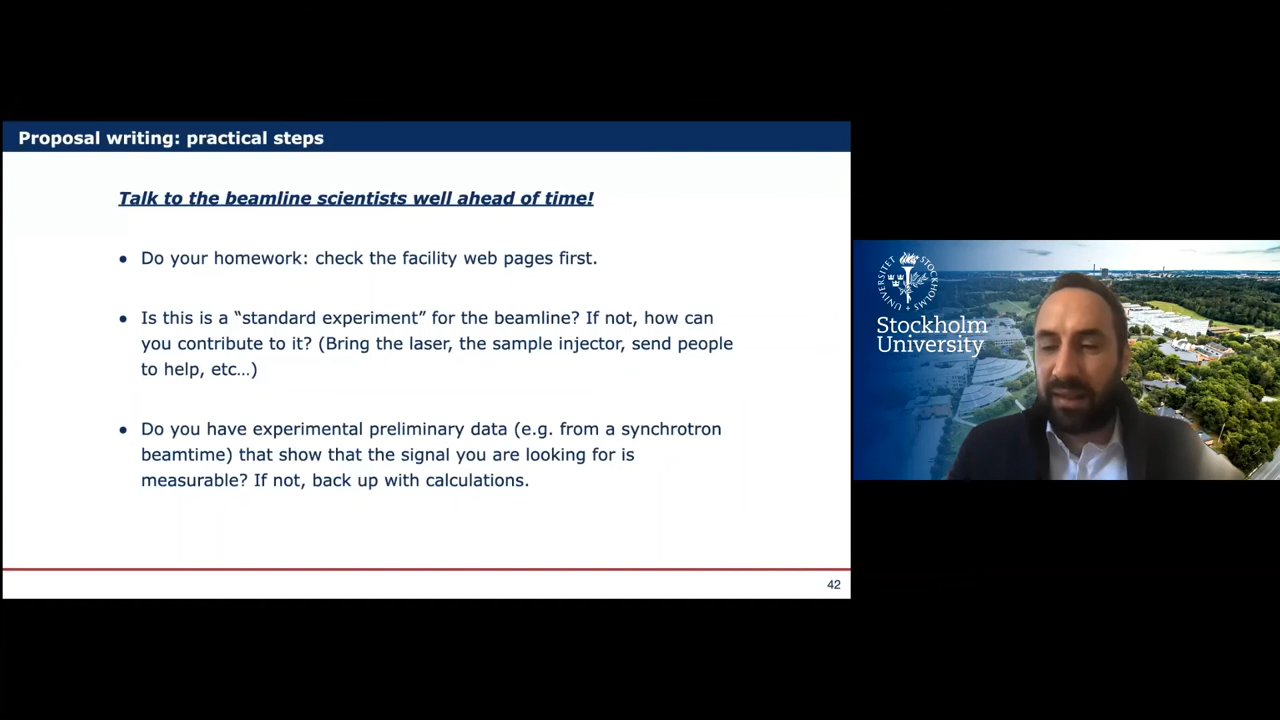 Proposal writing: practical steps
Talk to the beamline scientists well ahead of time!
● Do your homework: check the facility web pages first.
● Is this is a “standard experiment” for the beamline? If not, how can
you contribute to it? (Bring the laser, the sample injector, send people
to help, etc…)
● Do you have experimental preliminary data (e.g. from a synchrotron
beamtime) that show that the signal you are looking for is
measurable? If not, back up with calculations.
42
STOCKHOLMS UNIVERSITET
Stockholm
University